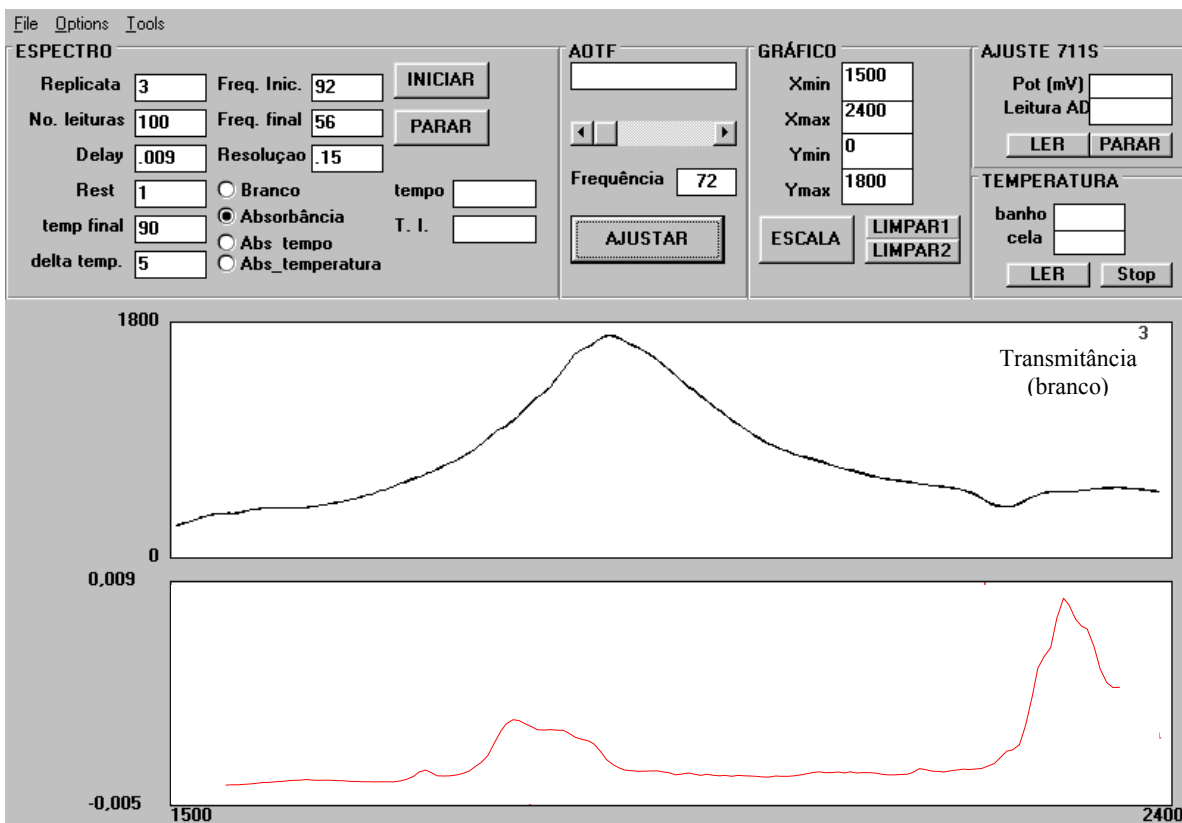 File Options Tools
ESPECTRO
Replicata 3
No. leituras 100
Delay .009
Rest 1
temp final 90
delta temp. 5
Freq. Inic. 92
Freq. final 56
Resoluçao .15
Branco
Absorbância
Abs_tempo
Abs_temperatura
INICIAR
PARAR
tempo
T. I.
AOTF
Frequência 72
AJUSTAR
GRÁFICO
Xmin 1500
Xmax 2400
Ymin 0
Ymax 1800
ESCALA
LIMPAR1
LIMPAR2
AJUSTE 711S
Pot (mV)
Leitura AD
LER PARAR
TEMPERATURA
banho
cela
LER Stop
1800
3
Transmitância
(branco)
0
0,009
-0,005
1500 2400